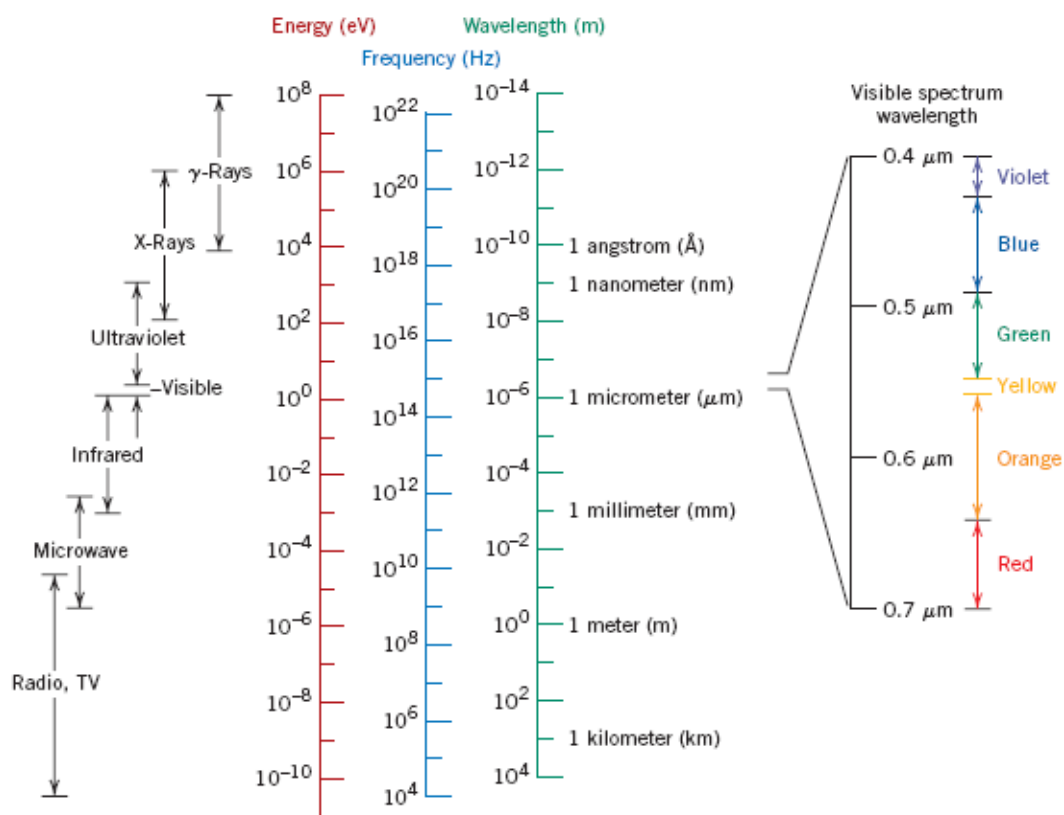 Energy (eV)
Wavelength (m)
Frequency (Hz)
10⁸
10⁶
10⁴
10²
10⁰
10⁻²
10⁻⁴
10⁻⁶
10⁻⁸
10⁻¹⁰
10²²
10²⁰
10¹⁸
10¹⁶
10¹⁴
10¹²
10¹⁰
10⁸
10⁶
10⁴
10⁻¹⁴
10⁻¹²
10⁻¹⁰
10⁻⁸
10⁻⁶
10⁻⁴
10⁻²
10⁰
10²
10⁴
γ-Rays
X-Rays
Ultraviolet
Visible
Infrared
Microwave
Radio, TV
1 angstrom (Å)
1 nanometer (nm)
1 micrometer (μm)
1 millimeter (mm)
1 meter (m)
1 kilometer (km)
Visible spectrum
wavelength
0.4 μm
0.5 μm
0.6 μm
0.7 μm
Violet
Blue
Green
Yellow
Orange
Red